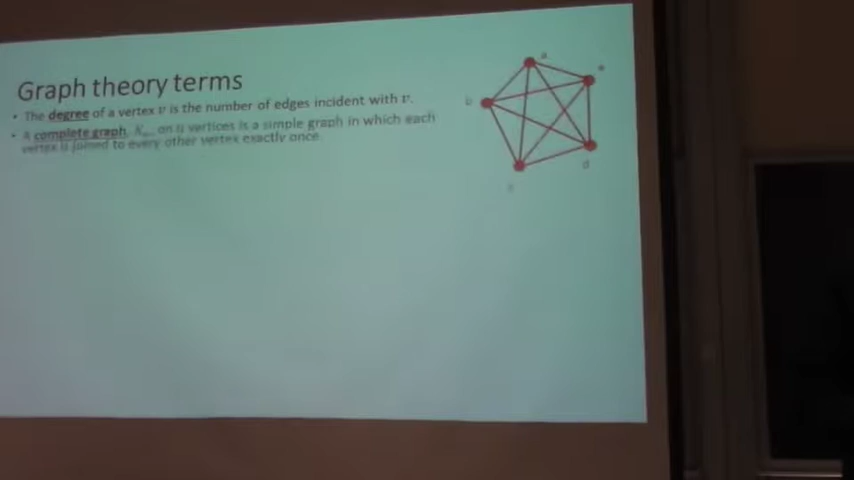 Graph theory terms
• The degree of a vertex v is the number of edges incident with v.
• A complete graph, Kₙ, on n vertices is a simple graph in which each
vertex is joined to every other vertex exactly once
a
e
b
d